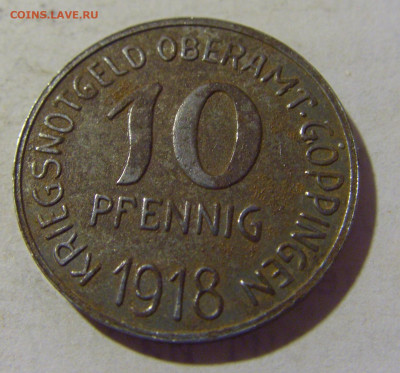 COINS.LAVE.RU
KRIEGSNOTGELD OBERAMT·GÖPPINGEN
10
PFENNIG
1918